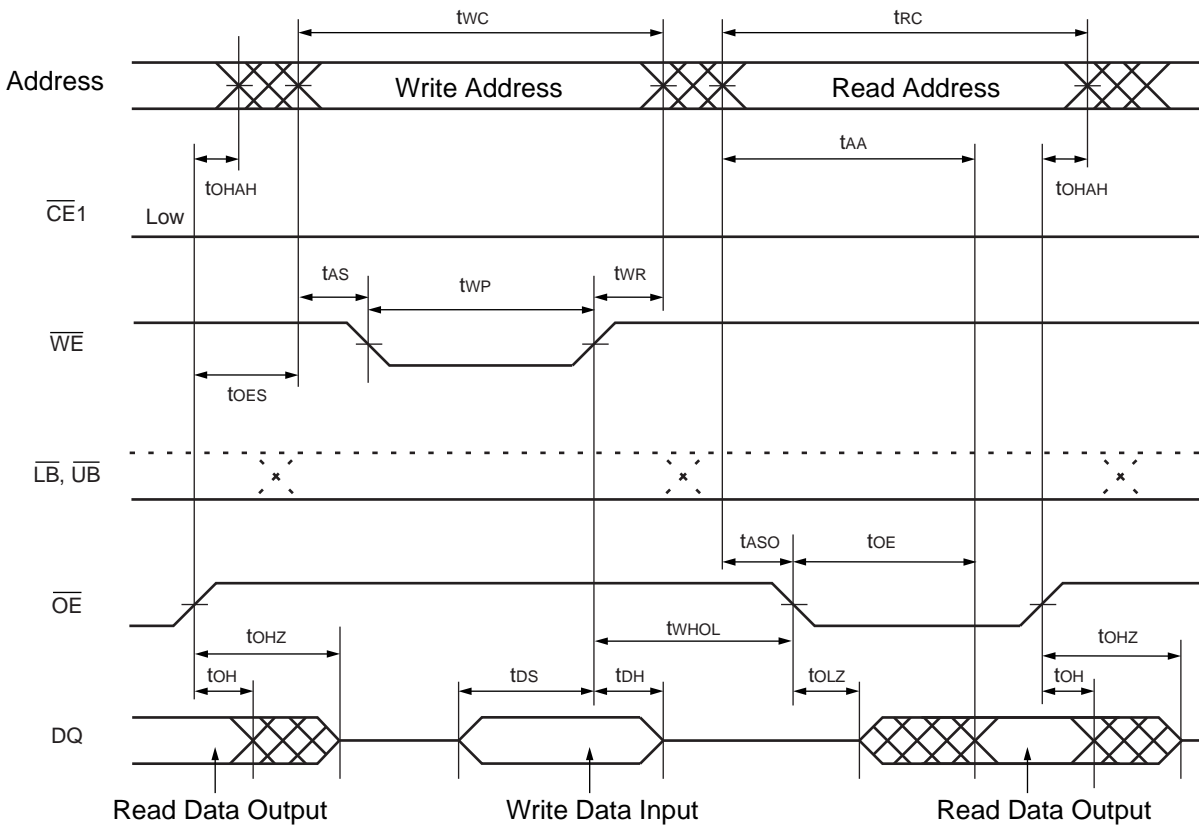 tWC tRC
Address Write Address Read Address
tOHAH tAA tOHAH
CE1 Low
tAS tWP tWR
WE
tOES
LB, UB
tASO tOE
OE
tOHZ tWHOL tOHZ
tOH tDS tDH tOLZ tOH
DQ
Read Data Output Write Data Input Read Data Output